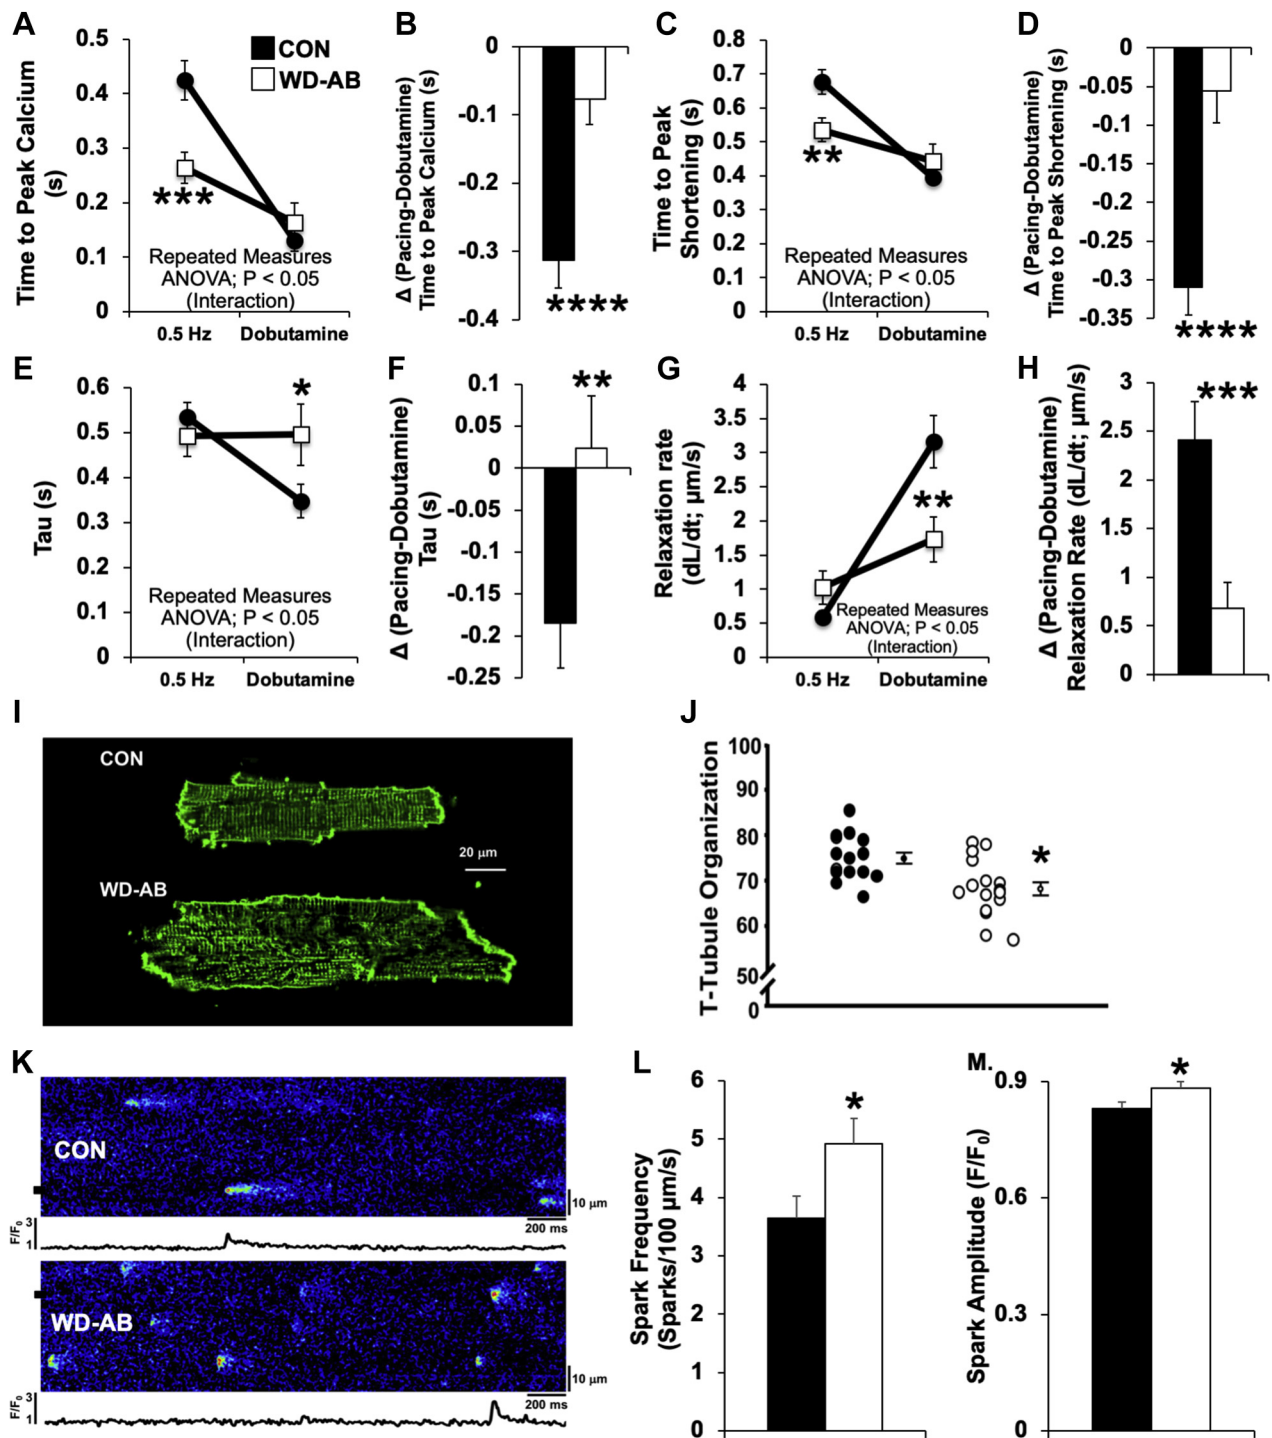 A
0.5
0.4
0.3
0.2
0.1
0
Time to Peak Calcium
(s)
CON
WD-AB
***
Repeated Measures
ANOVA; P < 0.05
(Interaction)
0.5 Hz
Dobutamine
B
0
-0.1
-0.2
-0.3
-0.4
Δ (Pacing-Dobutamine)
Time to Peak Calcium (s)
****
C
0.8
0.7
0.6
0.5
0.4
0.3
0.2
0.1
0
Time to Peak
Shortening (s)
**
Repeated Measures
ANOVA; P < 0.05
(Interaction)
0.5 Hz
Dobutamine
D
0
-0.05
-0.1
-0.15
-0.2
-0.25
-0.3
-0.35
Δ (Pacing-Dobutamine)
Time to Peak Shortening (s)
****
E
0.6
0.5
0.4
0.3
0.2
0.1
0
Tau (s)
*
Repeated Measures
ANOVA; P < 0.05
(Interaction)
0.5 Hz
Dobutamine
F
0.1
0.05
0
-0.05
-0.1
-0.15
-0.2
-0.25
Δ (Pacing-Dobutamine)
Tau (s)
**
G
4
3.5
3
2.5
2
1.5
1
0.5
0
Relaxation rate
(dL/dt; µm/s)
**
Repeated Measures
ANOVA; P < 0.05
(Interaction)
0.5 Hz
Dobutamine
H
3
2.5
2
1.5
1
0.5
0
Δ (Pacing-Dobutamine)
Relaxation Rate (dL/dt; µm/s)
***
I
CON
20 µm
WD-AB
J
100
90
80
70
60
50
0
T-Tubule Organization
*
K
CON
10 µm
200 ms
3
1
F/F0
WD-AB
10 µm
200 ms
3
1
F/F0
L
6
5
4
3
2
1
0
Spark Frequency
(Sparks/100 µm/s)
*
M.
0.9
0.6
0.3
0
Spark Amplitude (F/F0)
*